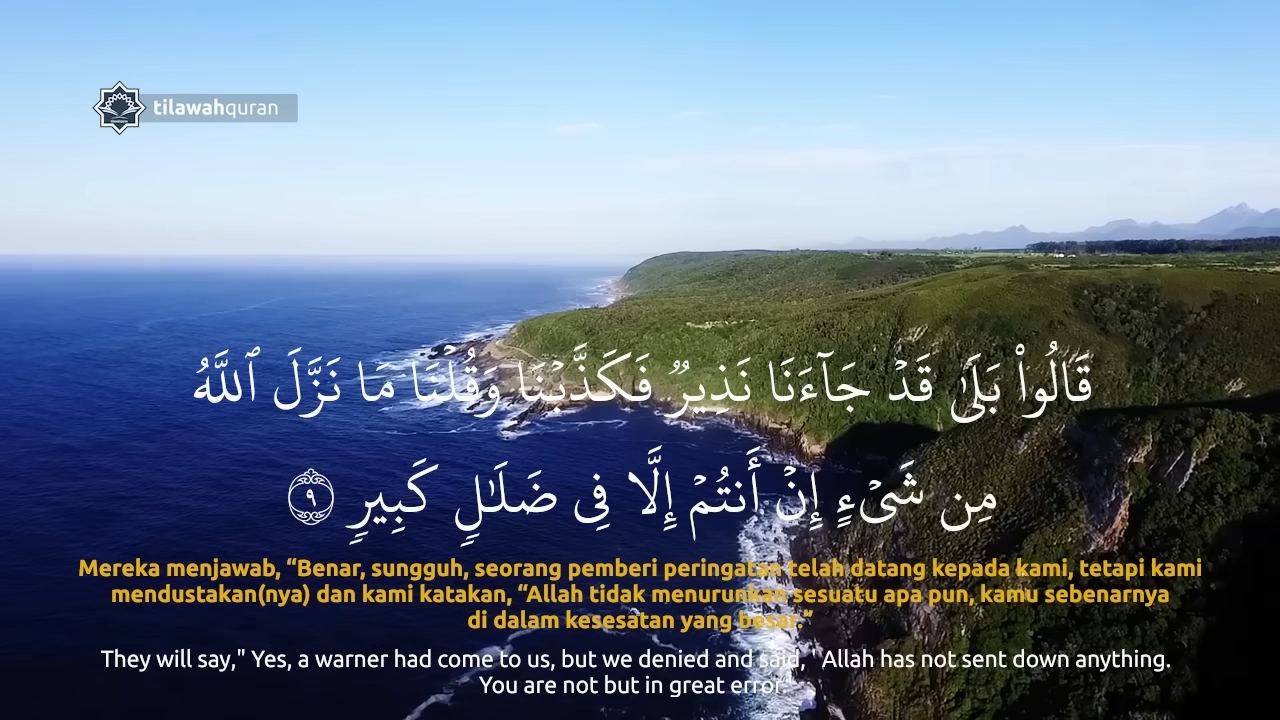 tilawahquran
قَالُوا۟ بَلَىٰ قَدْ جَآءَنَا نَذِيرٌ فَكَذَّبْنَا وَقُلْنَا مَا نَزَّلَ ٱللَّهُ
مِن شَىْءٍ إِنْ أَنتُمْ إِلَّا فِى ضَلَـٰلٍ كَبِيرٍ ٩
Mereka menjawab, “Benar, sungguh, seorang pemberi peringatan telah datang kepada kami, tetapi kami
mendustakan(nya) dan kami katakan, “Allah tidak menurunkan sesuatu apa pun, kamu sebenarnya
di dalam kesesatan yang besar.”
They will say," Yes, a warner had come to us, but we denied and said, ' Allah has not sent down anything.
You are not but in great error.'"